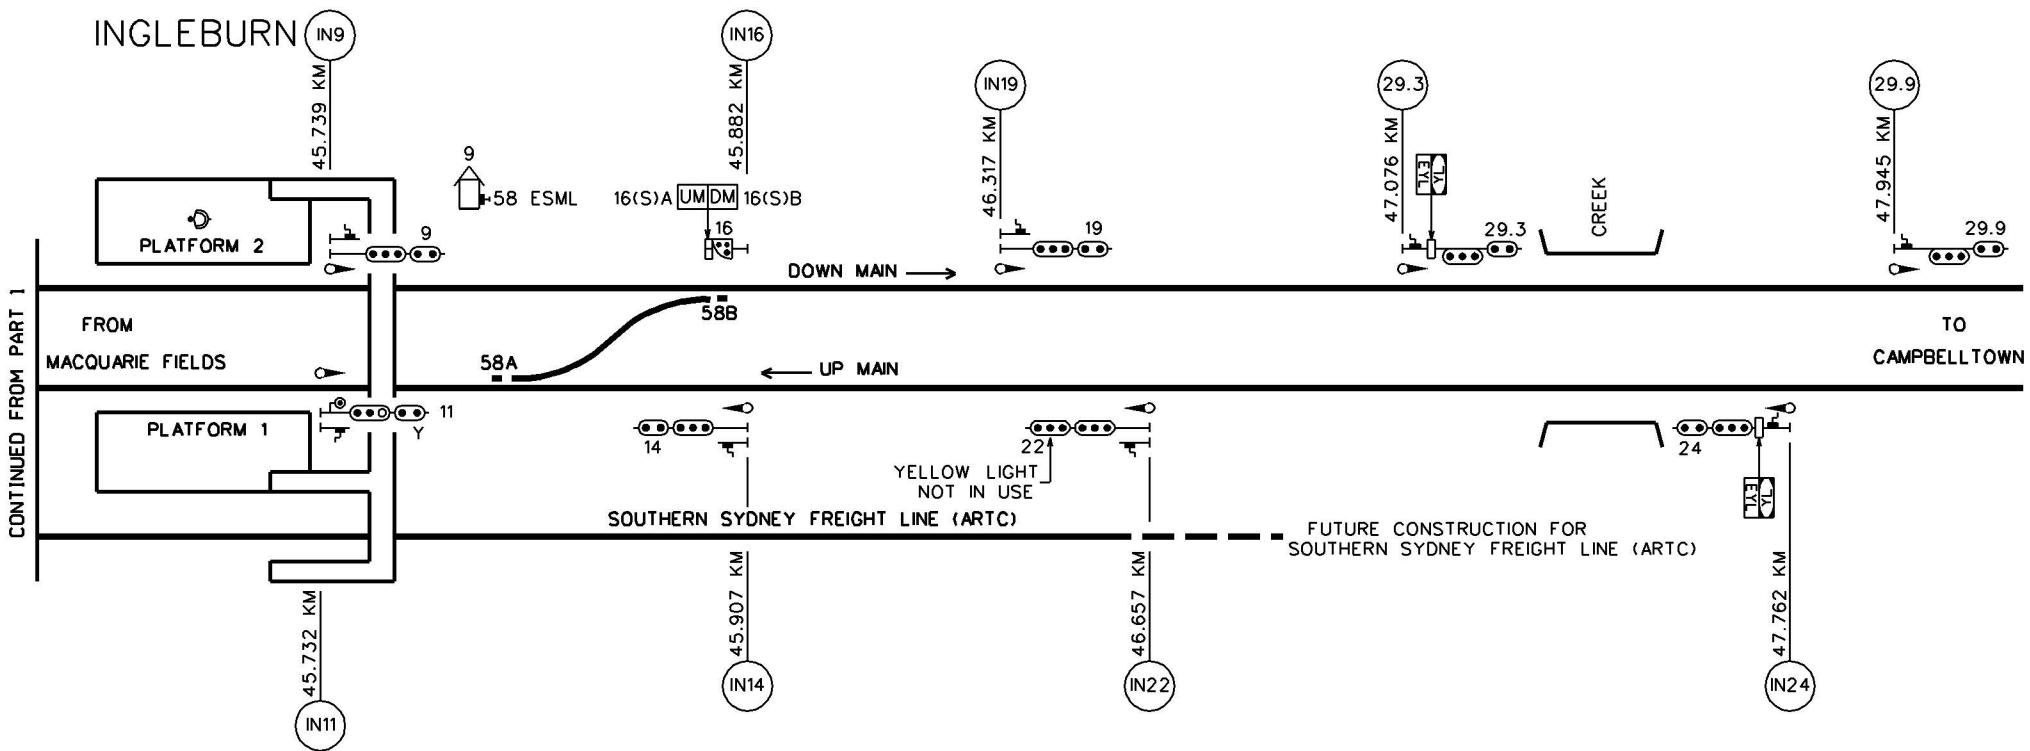 INGLEBURN
IN9
IN16
IN19
29.3
29.9
45.739 KM
45.882 KM
46.317 KM
47.076 KM
47.945 KM
9
58 ESML
16(S)A
UM
DM
16(S)B
16
9
19
YL
EYL
29.3
CREEK
29.9
PLATFORM 2
DOWN MAIN
CONTINUED FROM PART 1
FROM
MACQUARIE FIELDS
58B
58A
UP MAIN
TO
CAMPBELLTOWN
PLATFORM 1
11
Y
14
22
24
YELLOW LIGHT
NOT IN USE
YL
EYL
SOUTHERN SYDNEY FREIGHT LINE (ARTC)
FUTURE CONSTRUCTION FOR
SOUTHERN SYDNEY FREIGHT LINE (ARTC)
45.732 KM
45.907 KM
46.657 KM
47.762 KM
IN11
IN14
IN22
IN24